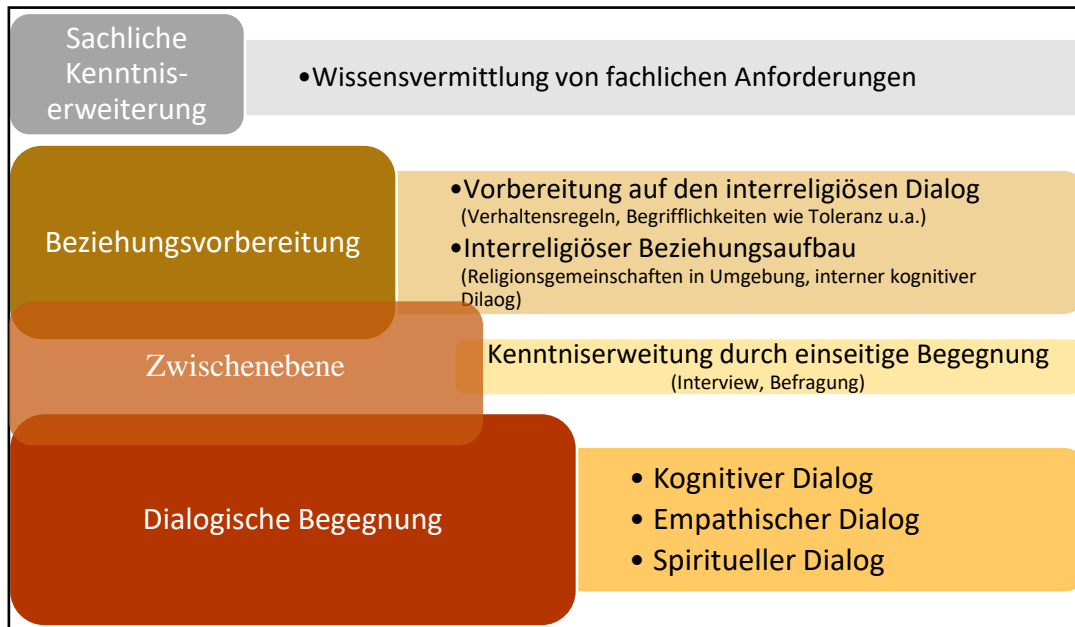 Sachliche
Kenntnis-
erweiterung
•Wissensvermittlung von fachlichen Anforderungen
Beziehungsvorbereitung
•Vorbereitung auf den interreligiösen Dialog
(Verhaltensregeln, Begrifflichkeiten wie Toleranz u.a.)
•Interreligiöser Beziehungsaufbau
(Religionsgemeinschaften in Umgebung, interner kognitiver
Dilaog)
Zwischenebene
Kenntniserweitung durch einseitige Begegnung
(Interview, Befragung)
Dialogische Begegnung
• Kognitiver Dialog
• Empathischer Dialog
• Spiritueller Dialog